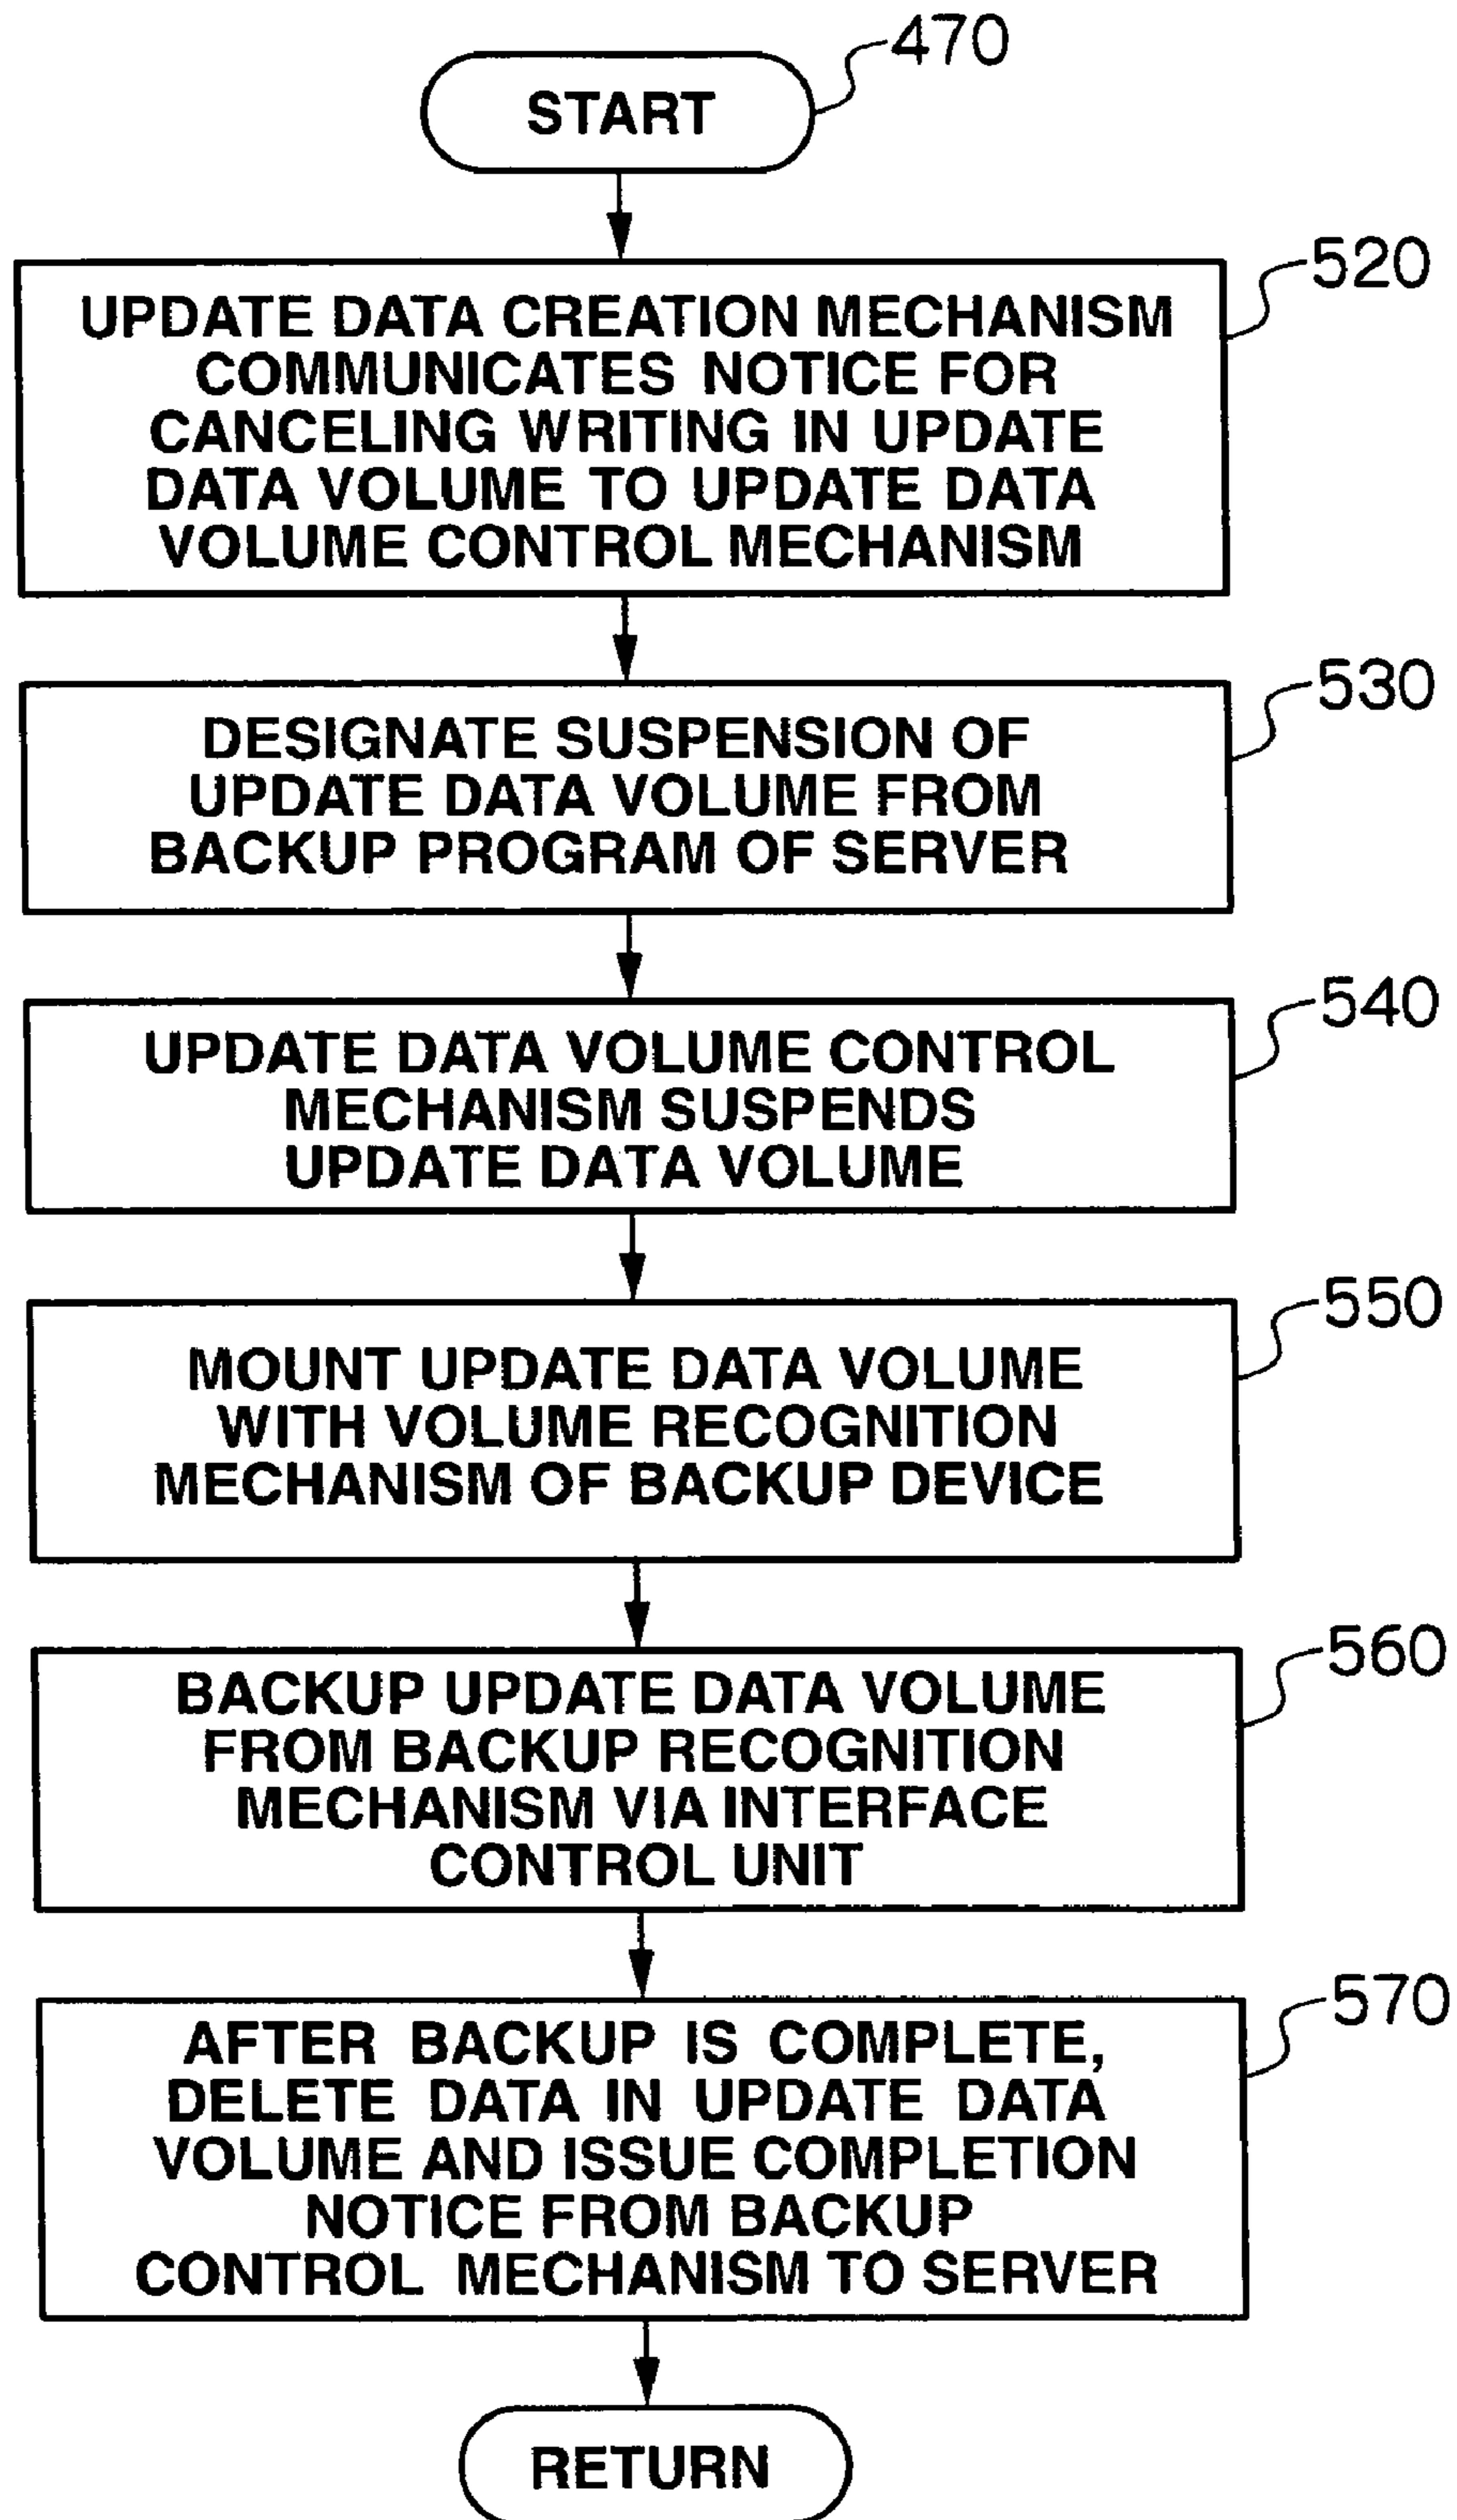 470
START
520
UPDATE DATA CREATION MECHANISM
COMMUNICATES NOTICE FOR
CANCELING WRITING IN UPDATE
DATA VOLUME TO UPDATE DATA
VOLUME CONTROL MECHANISM
530
DESIGNATE SUSPENSION OF
UPDATE DATA VOLUME FROM
BACKUP PROGRAM OF SERVER
540
UPDATE DATA VOLUME CONTROL
MECHANISM SUSPENDS
UPDATE DATA VOLUME
550
MOUNT UPDATE DATA VOLUME
WITH VOLUME RECOGNITION
MECHANISM OF BACKUP DEVICE
560
BACKUP UPDATE DATA VOLUME
FROM BACKUP RECOGNITION
MECHANISM VIA INTERFACE
CONTROL UNIT
570
AFTER BACKUP IS COMPLETE,
DELETE DATA IN UPDATE DATA
VOLUME AND ISSUE COMPLETION
NOTICE FROM BACKUP
CONTROL MECHANISM TO SERVER
RETURN